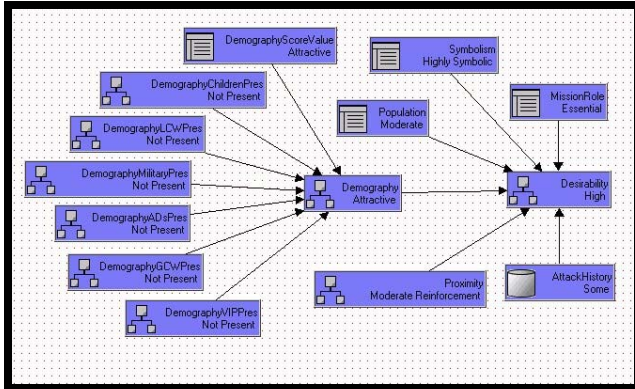 DemographyScoreValue
Attractive
Symbolism
Highly Symbolic
DemographyChildrenPres
Not Present
MissionRole
Essential
Population
Moderate
DemographyLCWPres
Not Present
DemographyMilitaryPres
Not Present
Demography
Attractive
Desirability
High
DemographyADsPres
Not Present
DemographyGCWPres
Not Present
Proximity
Moderate Reinforcement
AttackHistory
Some
DemographyVIPPres
Not Present